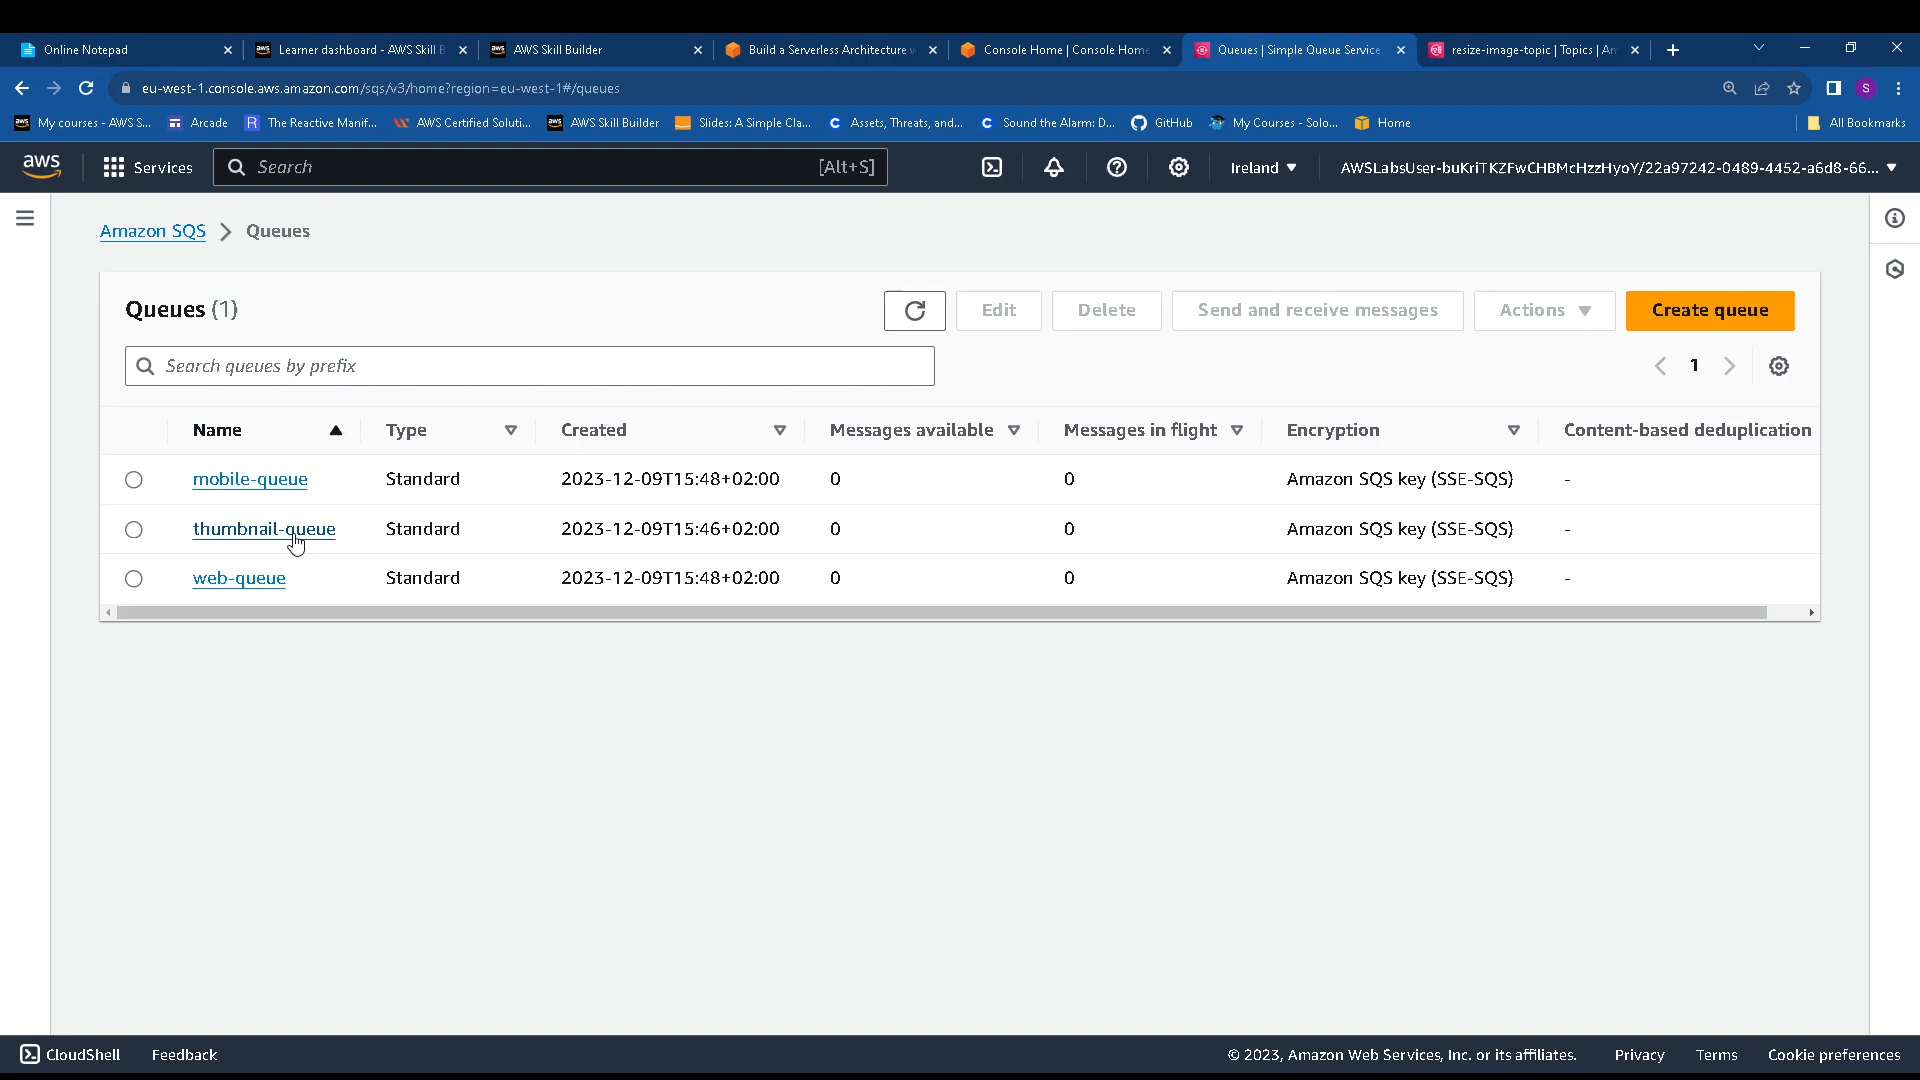 Online Notepad
Learner dashboard - AWS Skill B
AWS Skill Builder
Build a Serverless Architecture
Console Home | Console Home
Queues | Simple Queue Service
resize-image-topic | Topics | Am
eu-west-1.console.aws.amazon.com/sqs/v3/home?region=eu-west-1#/queues
S
My courses - AWS S...
Arcade
The Reactive Manif...
AWS Certified Soluti...
AWS Skill Builder
Slides: A Simple Cla...
Assets, Threats, and...
Sound the Alarm: D...
GitHub
My Courses - Solo...
Home
All Bookmarks
aws
Services
Search
[Alt+S]
Ireland
AWSLabsUser-buKriTKZFwCHBMcHzzHyoY/22a97242-0489-4452-a6d8-66...
Amazon SQS
Queues
Queues (1)
Edit
Delete
Send and receive messages
Actions
Create queue
Search queues by prefix
1
Name Type Created Messages available Messages in flight Encryption Content-based deduplication
mobile-queue Standard 2023-12-09T15:48+02:00 0 0 Amazon SQS key (SSE-SQS) -
thumbnail-queue Standard 2023-12-09T15:46+02:00 0 0 Amazon SQS key (SSE-SQS) -
web-queue Standard 2023-12-09T15:48+02:00 0 0 Amazon SQS key (SSE-SQS) -
CloudShell
Feedback
© 2023, Amazon Web Services, Inc. or its affiliates.
Privacy
Terms
Cookie preferences